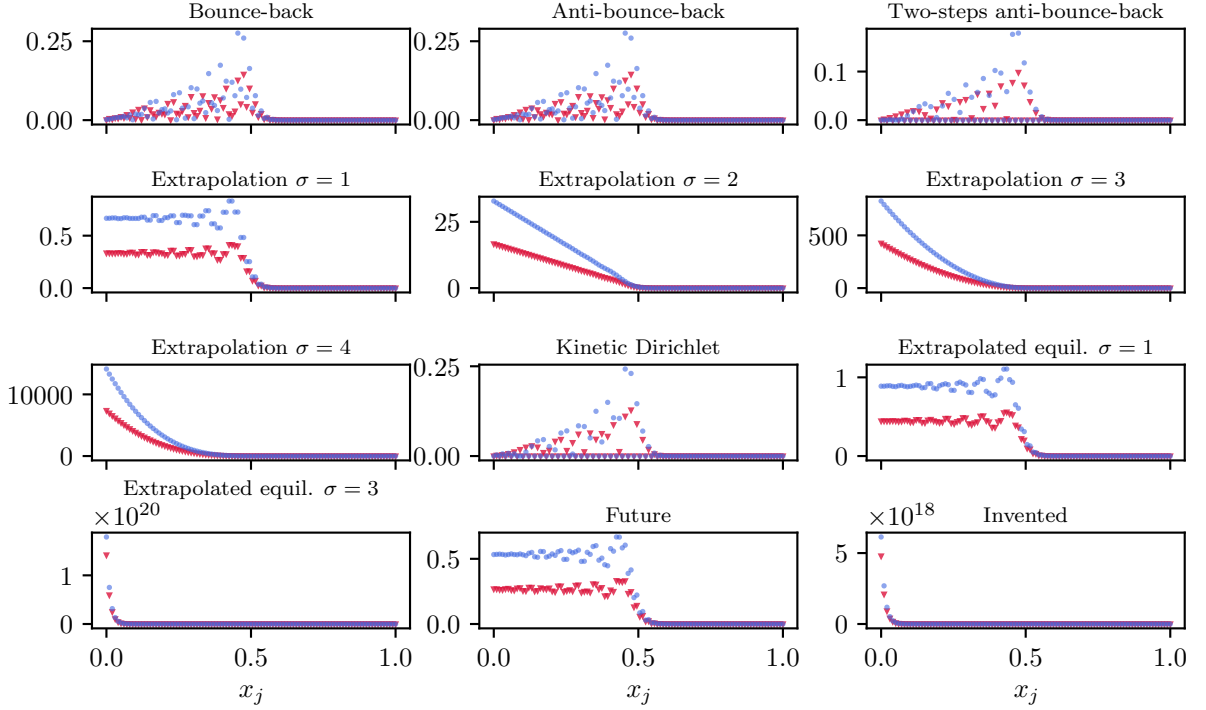 Bounce-back Anti-bounce-back Two-steps anti-bounce-back
0.25 0.25 0.1
0.00 0.00 0.0
Extrapolation σ = 1 Extrapolation σ = 2 Extrapolation σ = 3
0.5 25 500
0.0 0 0
Extrapolation σ = 4 Kinetic Dirichlet Extrapolated equil. σ = 1
10000 0.25 1
0 0.00 0
Extrapolated equil. σ = 3 Future Invented
×10²⁰ ×10¹⁸
1 0.5 5
0 0.0 0
0.0 0.5 1.0 0.0 0.5 1.0 0.0 0.5 1.0
x_j x_j x_j